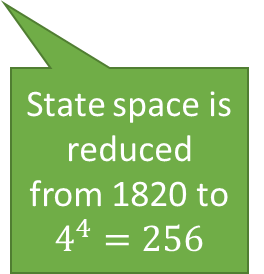 State space is
reduced
from 1820 to
4⁴ = 256